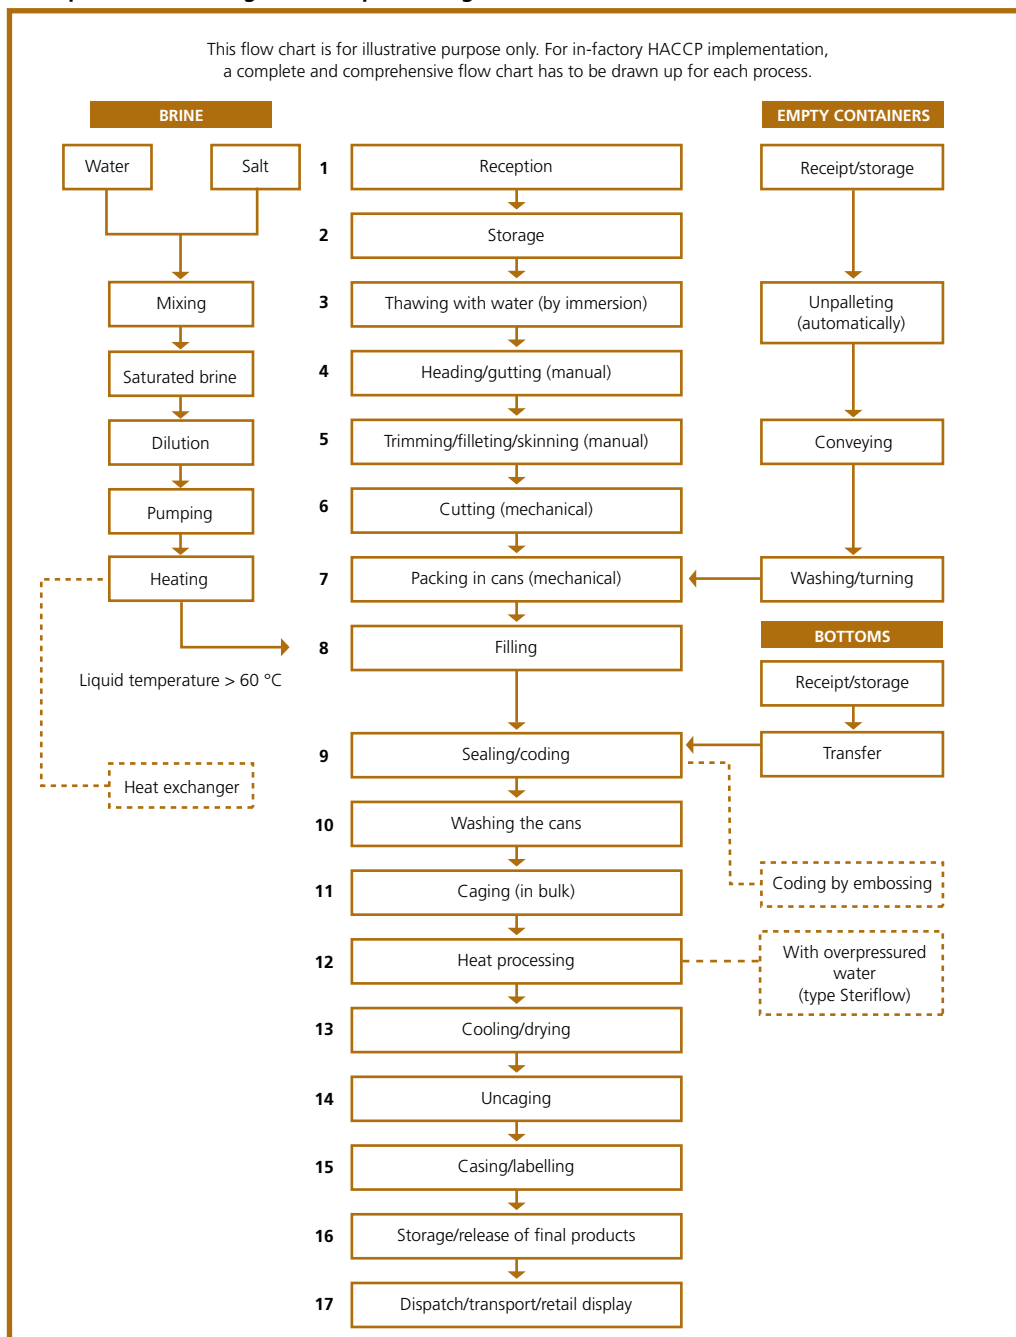 This flow chart is for illustrative purpose only. For in-factory HACCP implementation,
a complete and comprehensive flow chart has to be drawn up for each process.
BRINE
EMPTY CONTAINERS
Water
Salt
1
Reception
Receipt/storage
2
Storage
Mixing
3
Thawing with water (by immersion)
Unpalleting
(automatically)
Saturated brine
4
Heading/gutting (manual)
Dilution
5
Trimming/filleting/skinning (manual)
Conveying
Pumping
6
Cutting (mechanical)
Heating
7
Packing in cans (mechanical)
Washing/turning
BOTTOMS
8
Filling
Liquid temperature > 60 °C
Receipt/storage
9
Sealing/coding
Transfer
Heat exchanger
10
Washing the cans
11
Caging (in bulk)
Coding by embossing
12
Heat processing
With overpressured
water
(type Steriflow)
13
Cooling/drying
14
Uncaging
15
Casing/labelling
16
Storage/release of final products
17
Dispatch/transport/retail display